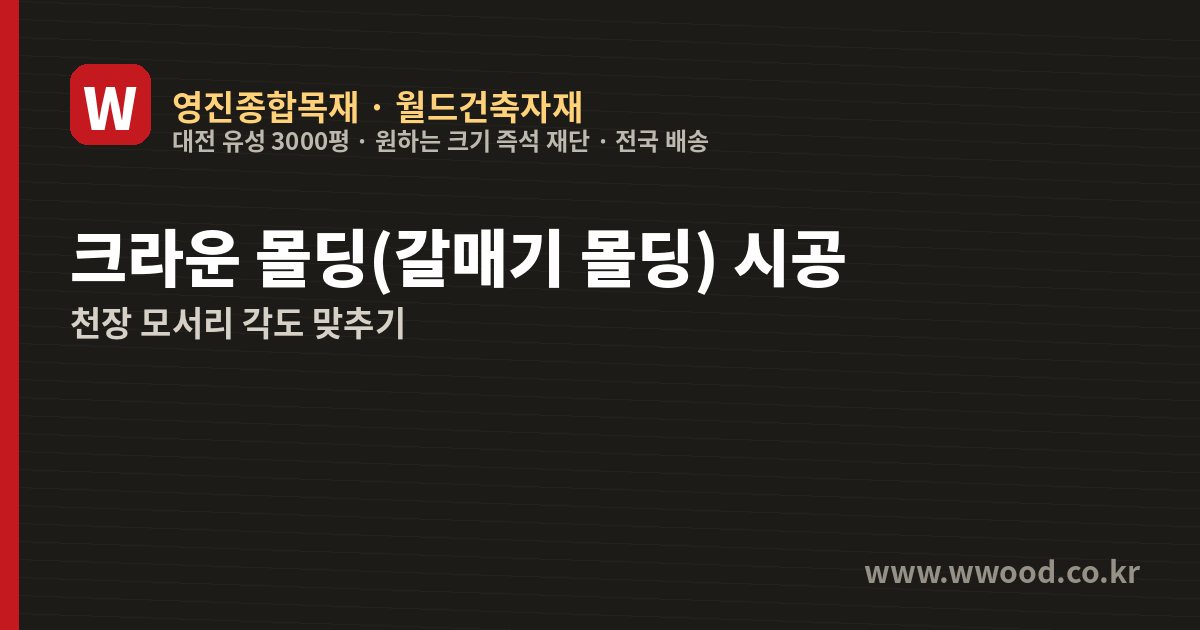 W
영진종합목재 · 월드건축자재
대전 유성 3000평 · 원하는 크기 즉석 재단 · 전국 배송
크라운 몰딩(갈매기 몰딩) 시공
천장 모서리 각도 맞추기
www.wwood.co.kr